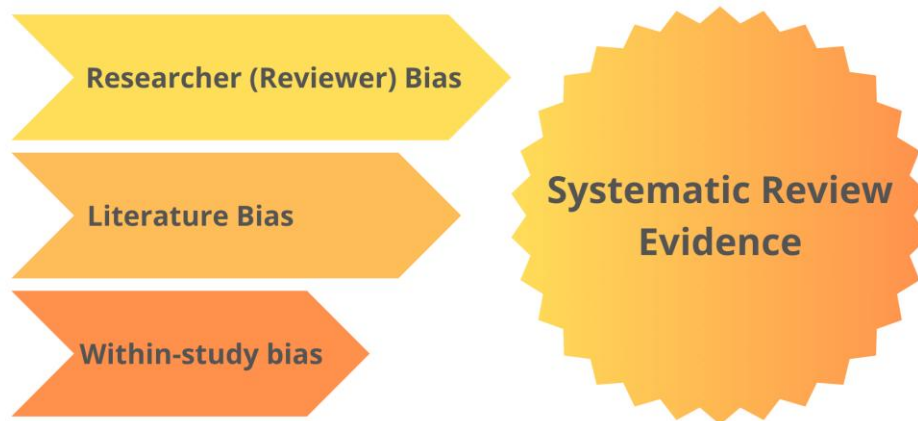 Researcher (Reviewer) Bias
Literature Bias
Within-study bias
Systematic Review
Evidence